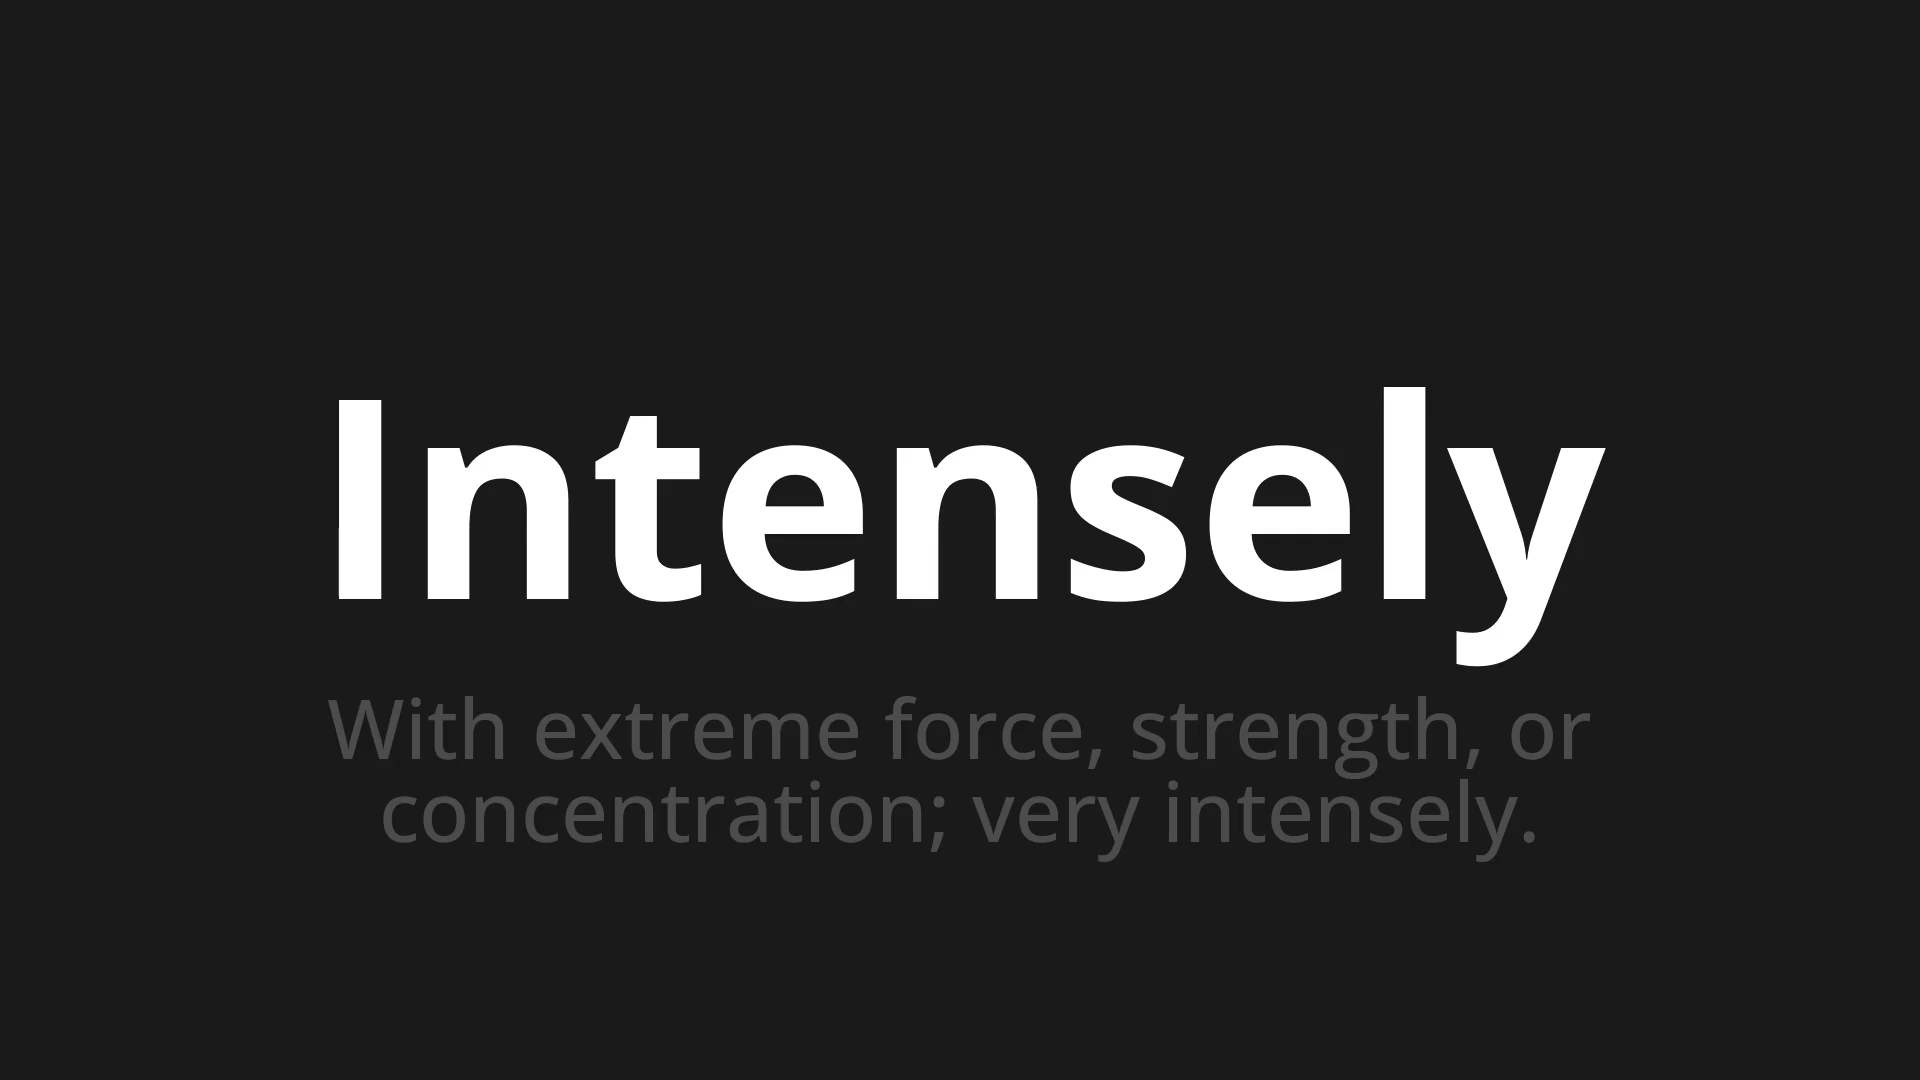 Intensely
With extreme force, strength, or
concentration; very intensely.